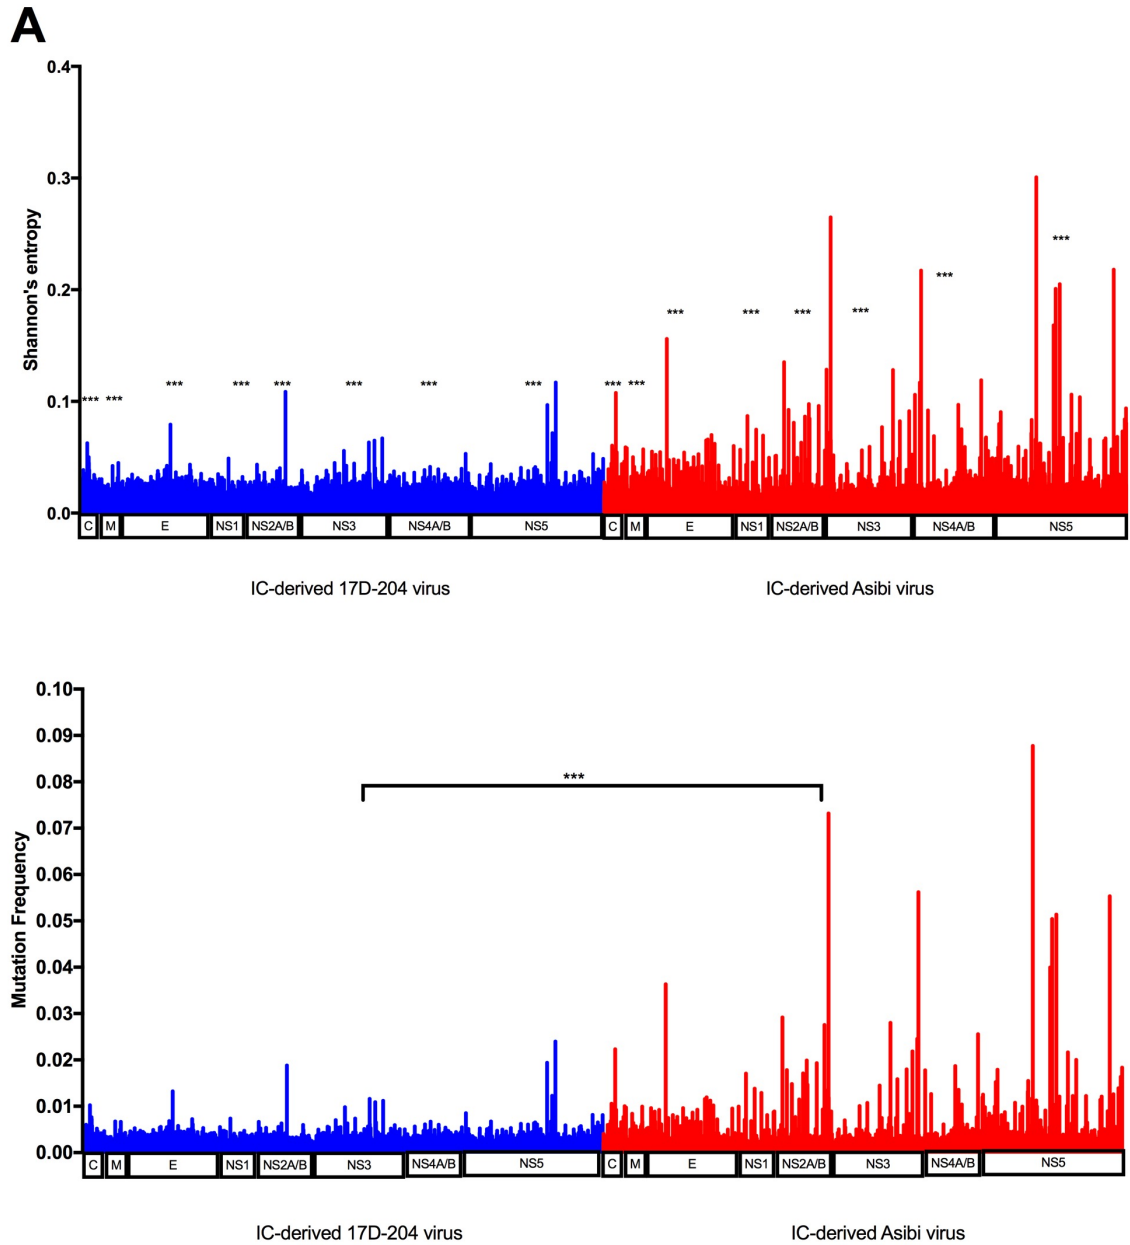 A
0.4
0.3
0.2
0.1
0.0
Shannon's entropy
*** *** *** *** *** *** *** *** *** *** *** *** *** *** *** ***
C M E NS1 NS2A/B NS3 NS4A/B NS5 C M E NS1 NS2A/B NS3 NS4A/B NS5
IC-derived 17D-204 virus IC-derived Asibi virus
0.10
0.09
0.08
0.07
0.06
0.05
0.04
0.03
0.02
0.01
0.00
Mutation Frequency
***
C M E NS1 NS2A/B NS3 NS4A/B NS5 C M E NS1 NS2A/B NS3 NS4A/B NS5
IC-derived 17D-204 virus IC-derived Asibi virus